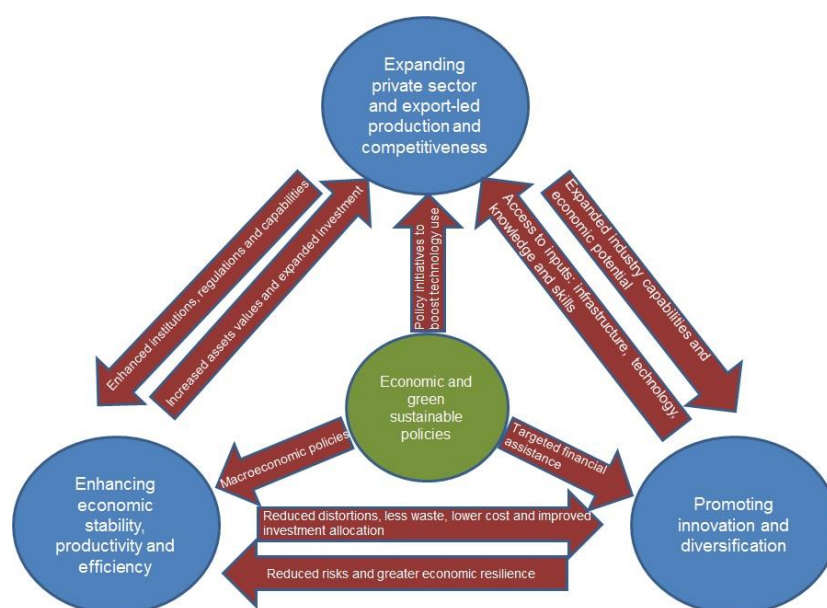 Expanding
private sector
and export-led
production and
competitiveness
Enhanced institutions, regulations and capabilities
Increased assets values and expanded investment
Policy initiatives to
boost technology use
Access to inputs: infrastructure, technology,
knowledge and skills
Expanded industry capabilities and
economic potential
Economic and
green
sustainable
policies
Macroeconomic policies
Targeted financial
assistance
Enhancing
economic
stability,
productivity and
efficiency
Reduced distortions, less waste, lower cost and improved
investment allocation
Reduced risks and greater economic resilience
Promoting
innovation and
diversification